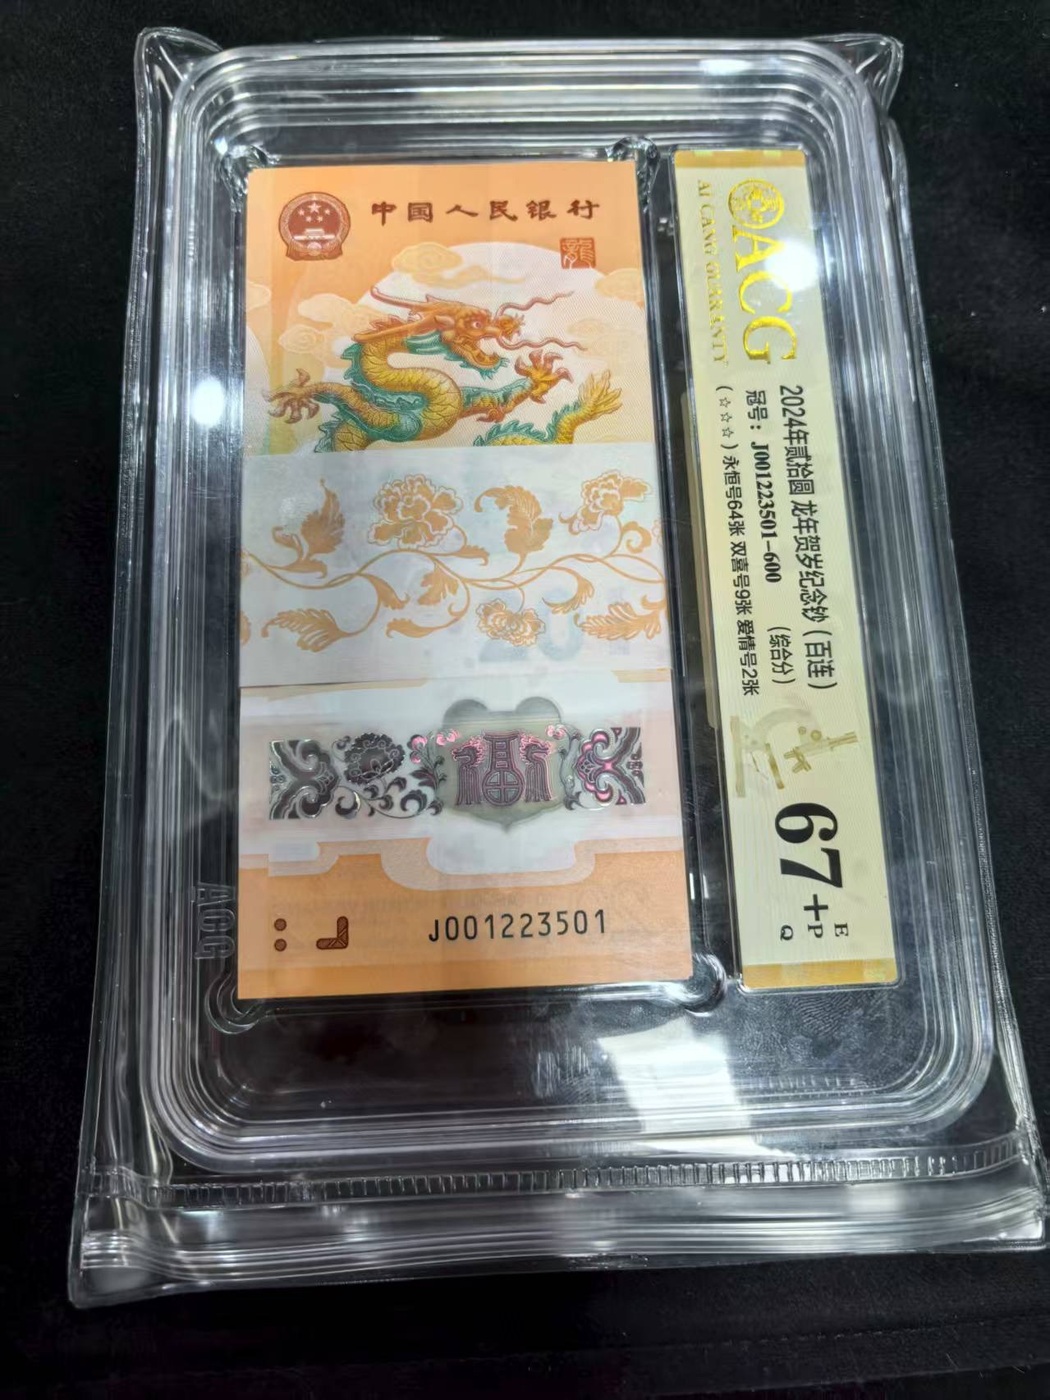 中国人民银行
龍
J001223501
ACG
AI CANG GUARANTY
2024年贰拾圆 龙年贺岁纪念钞（百连）
冠号：J001223501-600 （综合分）
（☆☆☆）永恒号64张 双喜号9张 爱情号2张
67+
E
P
Q
ACG